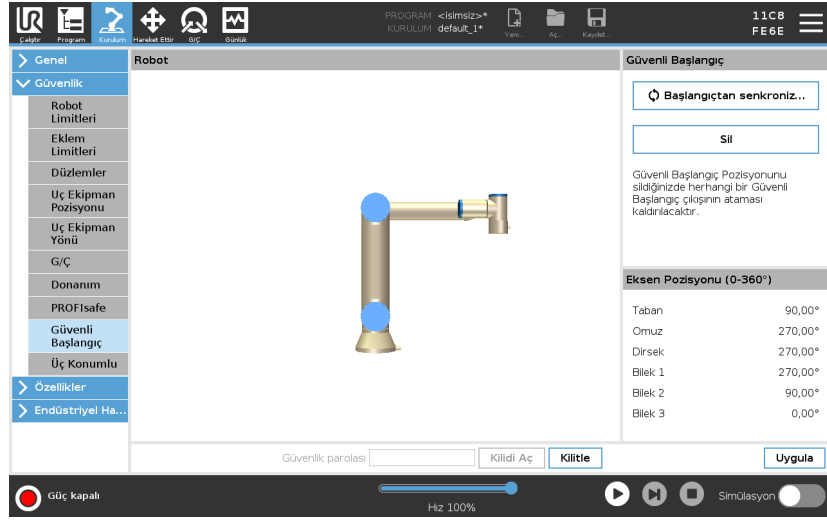 UR
PROGRAM <isimsiz>*
KURULUM default_1*
Çalıştır
Program
Kurulum
Hareket Ettir
G/Ç
Günlük
Yeni...
Aç...
Kaydet...
11C8
FE6E
Genel
Güvenlik
Robot
Limitleri
Eklem
Limitleri
Düzlemler
Uç Ekipman
Pozisyonu
Uç Ekipman
Yönü
G/Ç
Donanım
PROFIsafe
Güvenli
Başlangıç
Üç Konumlu
Özellikler
Endüstriyel Ha...
Robot
Güvenli Başlangıç
Başlangıçtan senkroniz...
Sil
Güvenli Başlangıç Pozisyonunu
sildiğinizde herhangi bir Güvenli
Başlangıç çıkışının ataması
kaldırılacaktır.
Eksen Pozisyonu (0-360°)
Taban 90,00°
Omuz 270,00°
Dirsek 270,00°
Bilek 1 270,00°
Bilek 2 90,00°
Bilek 3 0,00°
Güvenlik parolası
Kilidi Aç
Kilitle
Uygula
Güç kapalı
Hız 100%
Simülasyon